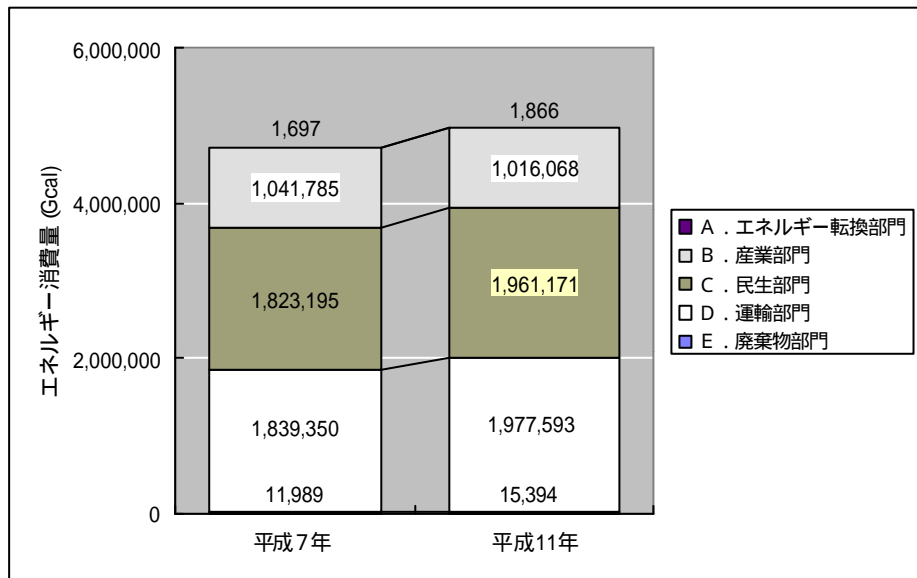 6,000,000
4,000,000
2,000,000
0
エネルギー消費量 (Gcal)
1,697
1,041,785
1,823,195
1,839,350
11,989
1,866
1,016,068
1,961,171
1,977,593
15,394
平成7年
平成11年
A．エネルギー転換部門
B．産業部門
C．民生部門
D．運輸部門
E．廃棄物部門